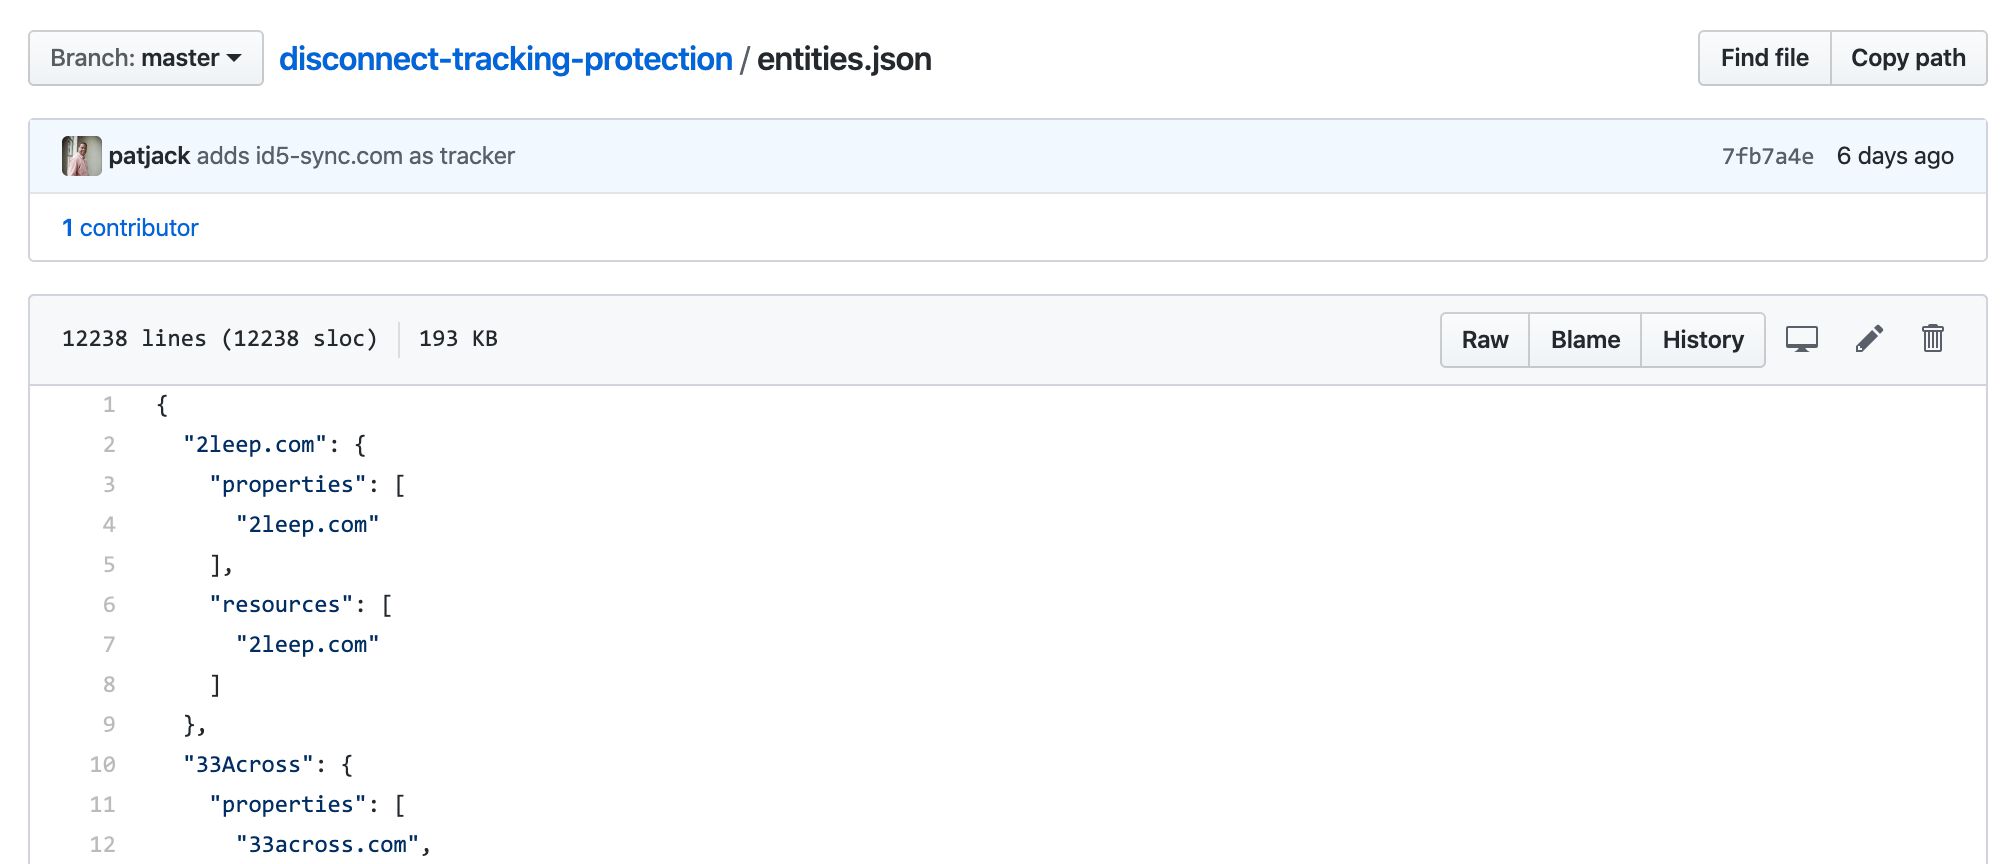 Branch: master disconnect-tracking-protection / entities.json Find file Copy path
patjack adds id5-sync.com as tracker 7fb7a4e 6 days ago
1 contributor
12238 lines (12238 sloc) 193 KB Raw Blame History
1 {
2 "2leep.com": {
3 "properties": [
4 "2leep.com"
5 ],
6 "resources": [
7 "2leep.com"
8 ]
9 },
10 "33Across": {
11 "properties": [
12 "33across.com",